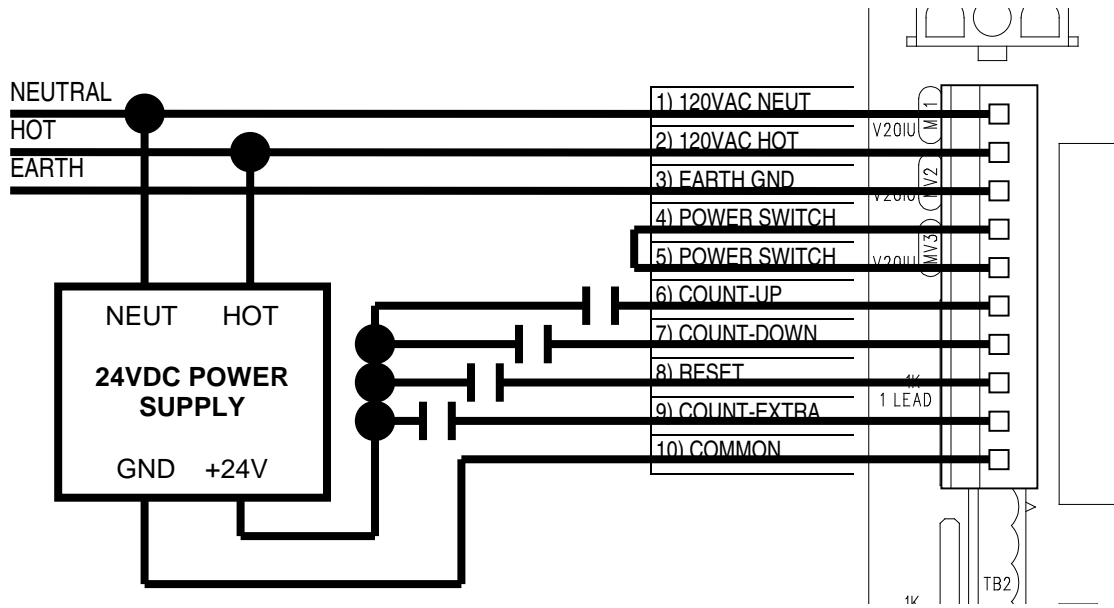 NEUTRAL
HOT
EARTH
1) 120VAC NEUT
2) 120VAC HOT
3) EARTH GND
4) POWER SWITCH
5) POWER SWITCH
6) COUNT-UP
7) COUNT-DOWN
8) RESET
9) COUNT-EXTRA
10) COMMON
NEUT HOT
24VDC POWER
SUPPLY
GND +24V
V20IU
V20IU
MV2
V20IU
MV3
1K
1 LEAD
TB2
1K